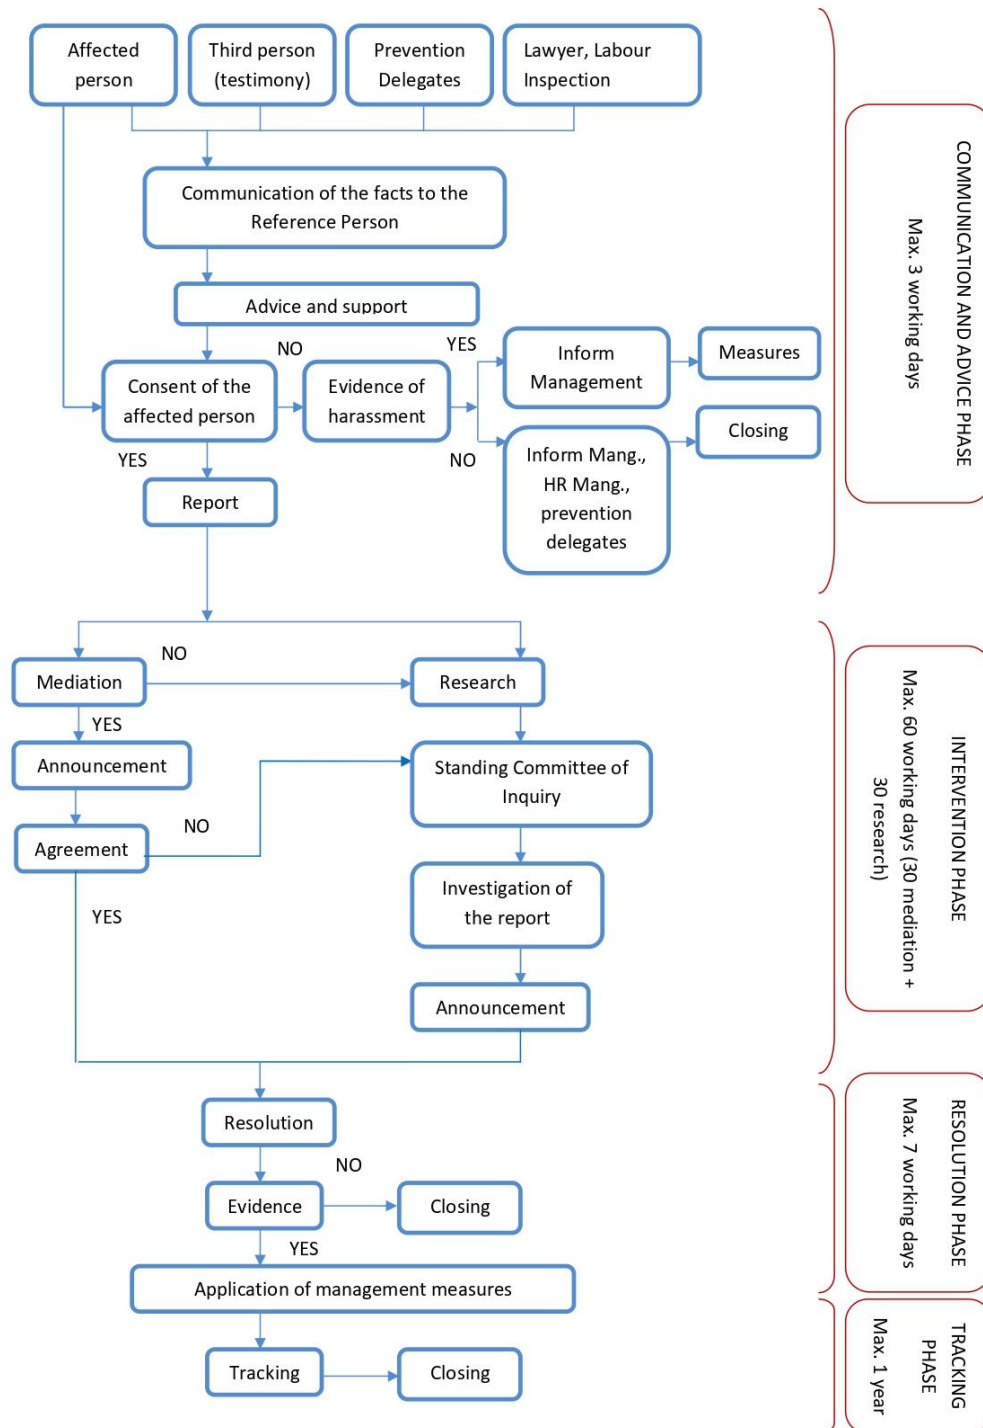 Affected
person
Third person
(testimony)
Prevention
Delegates
Lawyer, Labour
Inspection
Communication of the facts to the
Reference Person
Advice and support
NO
YES
Consent of the
affected person
Evidence of
harassment
Inform
Management
Measures
YES
NO
Inform Mang.,
HR Mang.,
prevention
delegates
Closing
Report
COMMUNICATION AND ADVICE PHASE
Max. 3 working days
NO
Mediation
Research
YES
Announcement
Standing Committee of
Inquiry
NO
Agreement
YES
Investigation of
the report
Announcement
INTERVENTION PHASE
Max. 60 working days (30 mediation +
30 research)
Resolution
NO
Evidence
Closing
YES
RESOLUTION PHASE
Max. 7 working days
Application of management measures
Tracking
Closing
TRACKING
PHASE
Max. 1 year